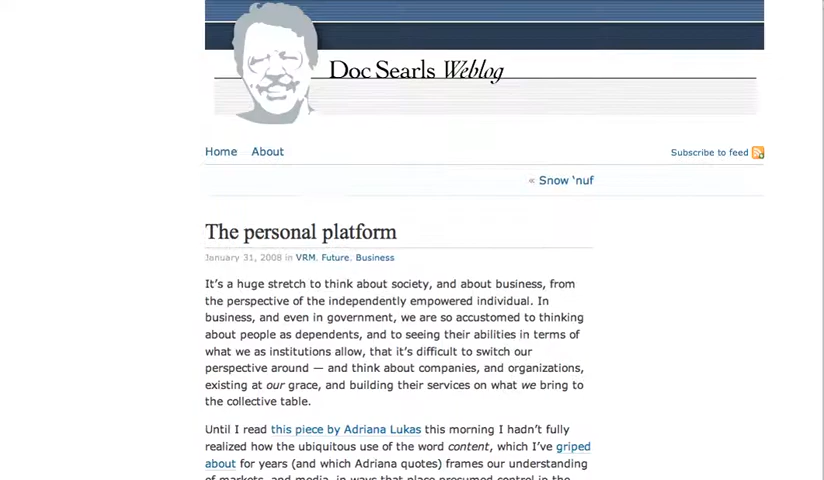 Doc Searls Weblog
Home About Subscribe to feed
« Snow ‘nuf
The personal platform
January 31, 2008 in VRM, Future, Business
It’s a huge stretch to think about society, and about business, from
the perspective of the independently empowered individual. In
business, and even in government, we are so accustomed to thinking
about people as dependents, and to seeing their abilities in terms of
what we as institutions allow, that it’s difficult to switch our
perspective around — and think about companies, and organizations,
existing at our grace, and building their services on what we bring to
the collective table.
Until I read this piece by Adriana Lukas this morning I hadn’t fully
realized how the ubiquitous use of the word content, which I’ve griped
about for years (and which Adriana quotes) frames our understanding
of markets, and media, in ways that place presumed control in the